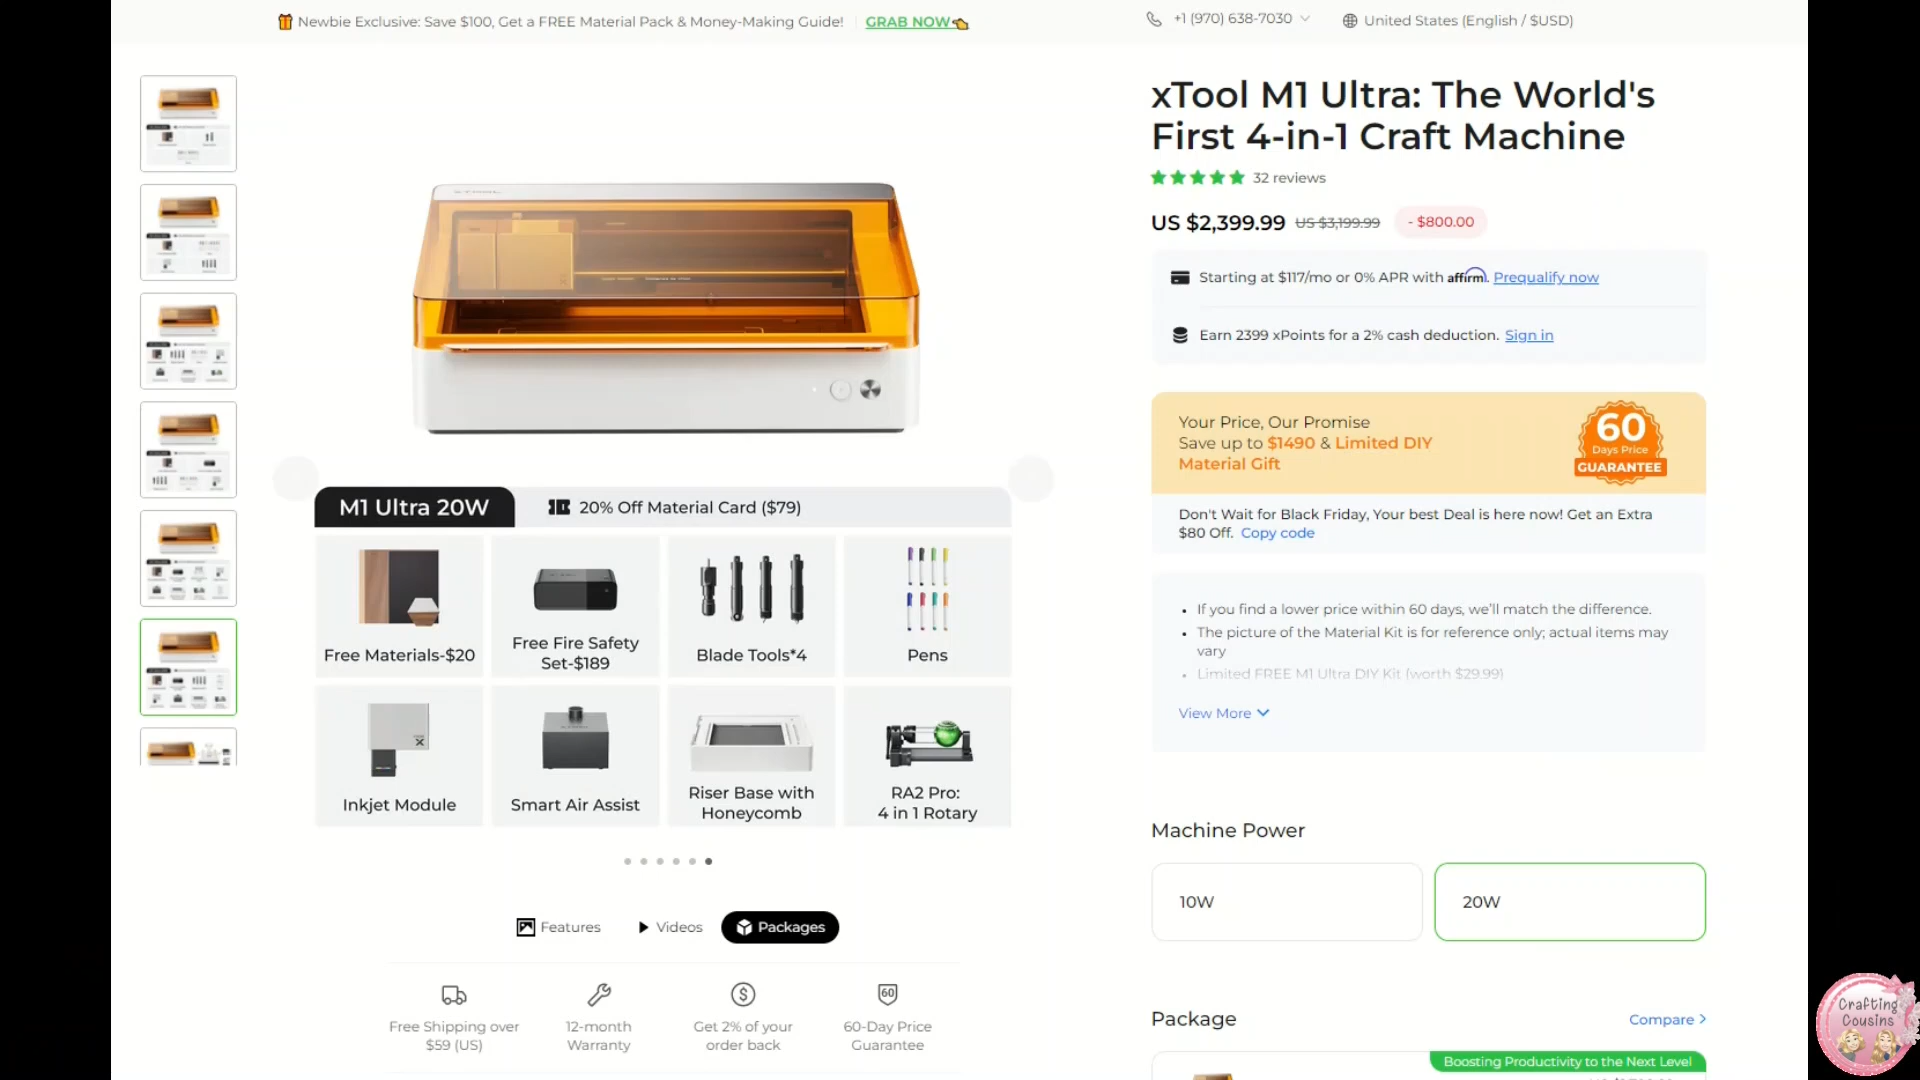 Newbie Exclusive: Save $100, Get a FREE Material Pack & Money-Making Guide! GRAB NOW
+1 (970) 638-7030
United States (English / $USD)
xTool M1 Ultra: The World's
First 4-in-1 Craft Machine
32 reviews
US $2,399.99 US $3,199.99 - $800.00
Starting at $117/mo or 0% APR with affirm. Prequalify now
Earn 2399 xPoints for a 2% cash deduction. Sign in
Your Price, Our Promise
Save up to $1490 & Limited DIY
Material Gift
60
Days Price
GUARANTEE
Don't Wait for Black Friday, Your best Deal is here now! Get an Extra
$80 Off. Copy code
• If you find a lower price within 60 days, we'll match the difference.
• The picture of the Material Kit is for reference only; actual items may
vary
• Limited FREE M1 Ultra DIY Kit (worth $29.99)
View More
M1 Ultra 20W
20% Off Material Card ($79)
Free Materials-$20
Free Fire Safety
Set-$189
Blade Tools*4
Pens
Inkjet Module
Smart Air Assist
Riser Base with
Honeycomb
RA2 Pro:
4 in 1 Rotary
Features
Videos
Packages
Free Shipping over
$59 (US)
12-month
Warranty
Get 2% of your
order back
60
60-Day Price
Guarantee
Machine Power
10W
20W
Package
Compare
Boosting Productivity to the Next Level
Crafting
Cousins